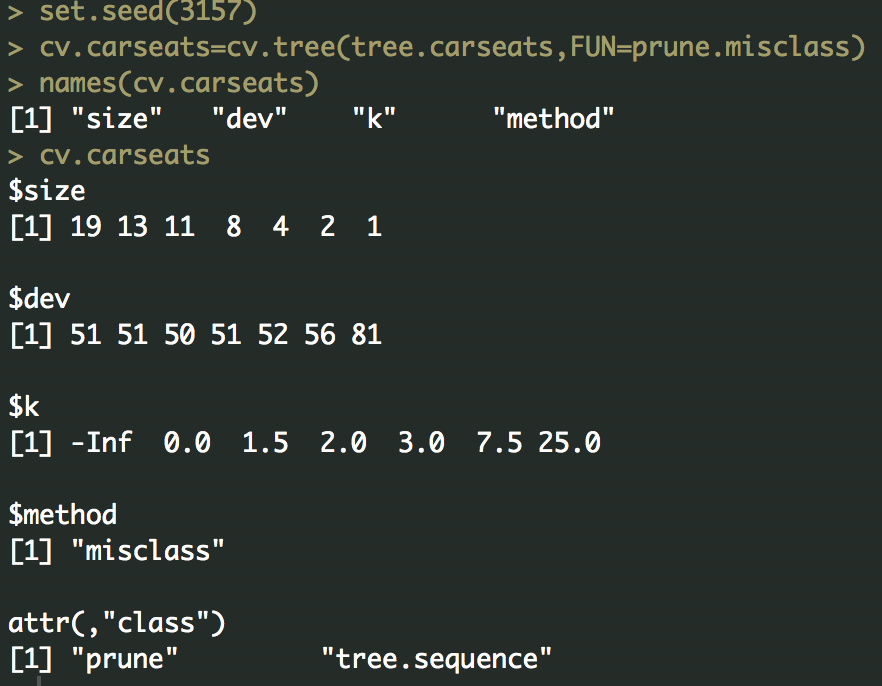 > set.seed(3157)
> cv.carseats=cv.tree(tree.carseats,FUN=prune.misclass)
> names(cv.carseats)
[1] "size"   "dev"    "k"      "method"
> cv.carseats
$size
[1] 19 13 11  8  4  2  1

$dev
[1] 51 51 50 51 52 56 81

$k
[1] -Inf  0.0  1.5  2.0  3.0  7.5 25.0

$method
[1] "misclass"

attr(,"class")
[1] "prune"         "tree.sequence"